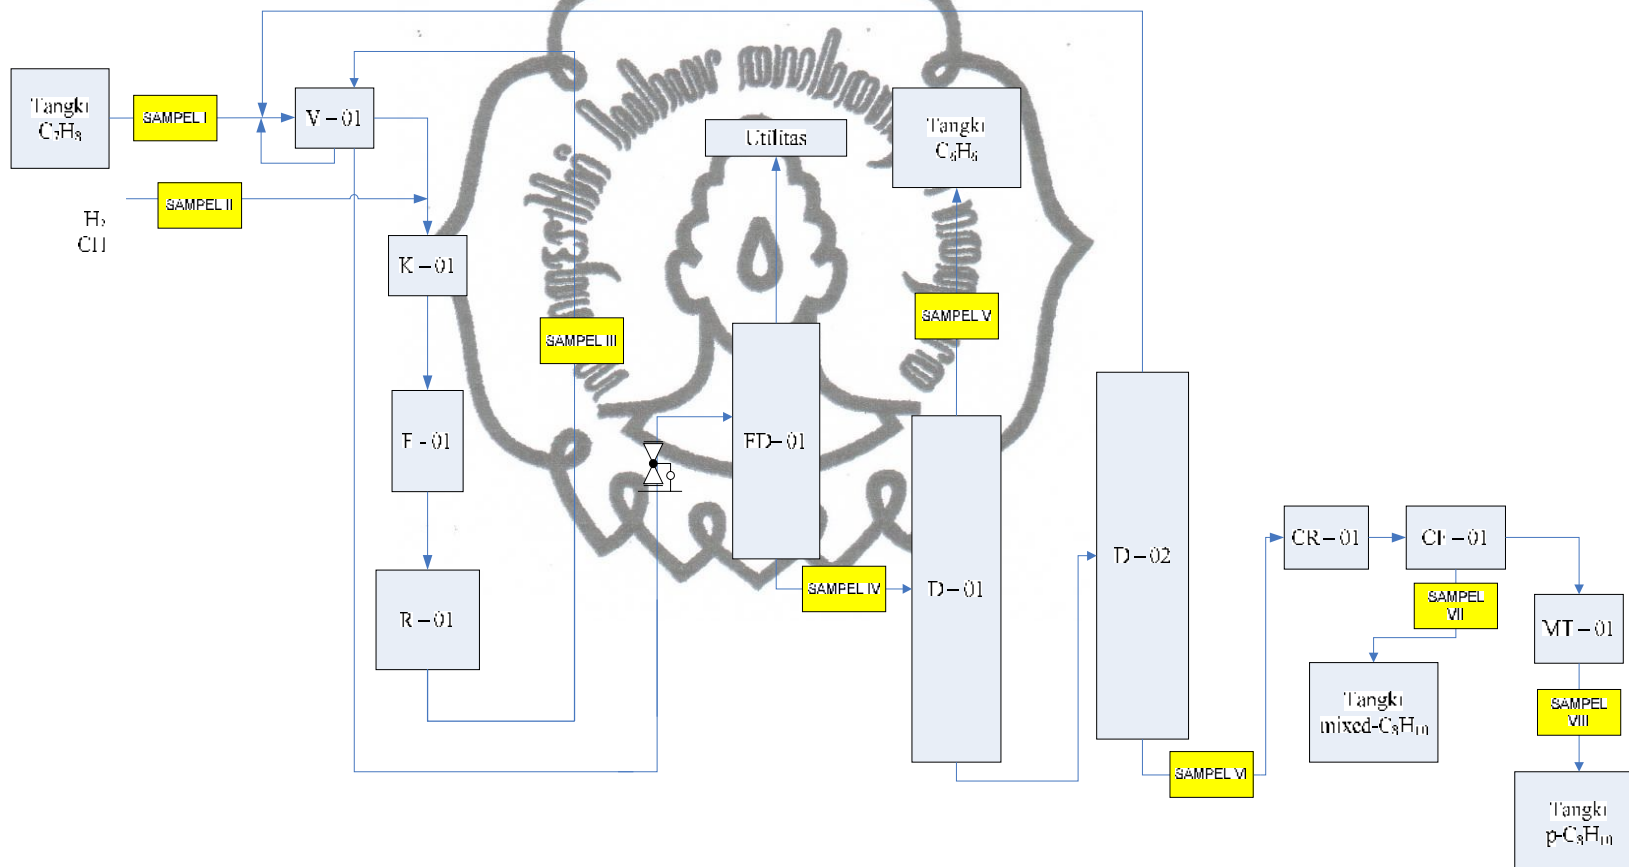 Tangki
C₇H₈
SAMPEL I
V – 01
SAMPEL II
H₂
K – 01
SAMPEL III
F - 01
R – 01
Utilitas
Tangki
C₆H₆
SAMPEL V
FD–01
SAMPEL IV
D – 01
D – 02
SAMPEL VI
CR – 01
CF – 01
SAMPEL
VII
MT – 01
Tangki
mixed-C₈H₁₀
SAMPEL
VIII
Tangki
p-C₈H₁₀